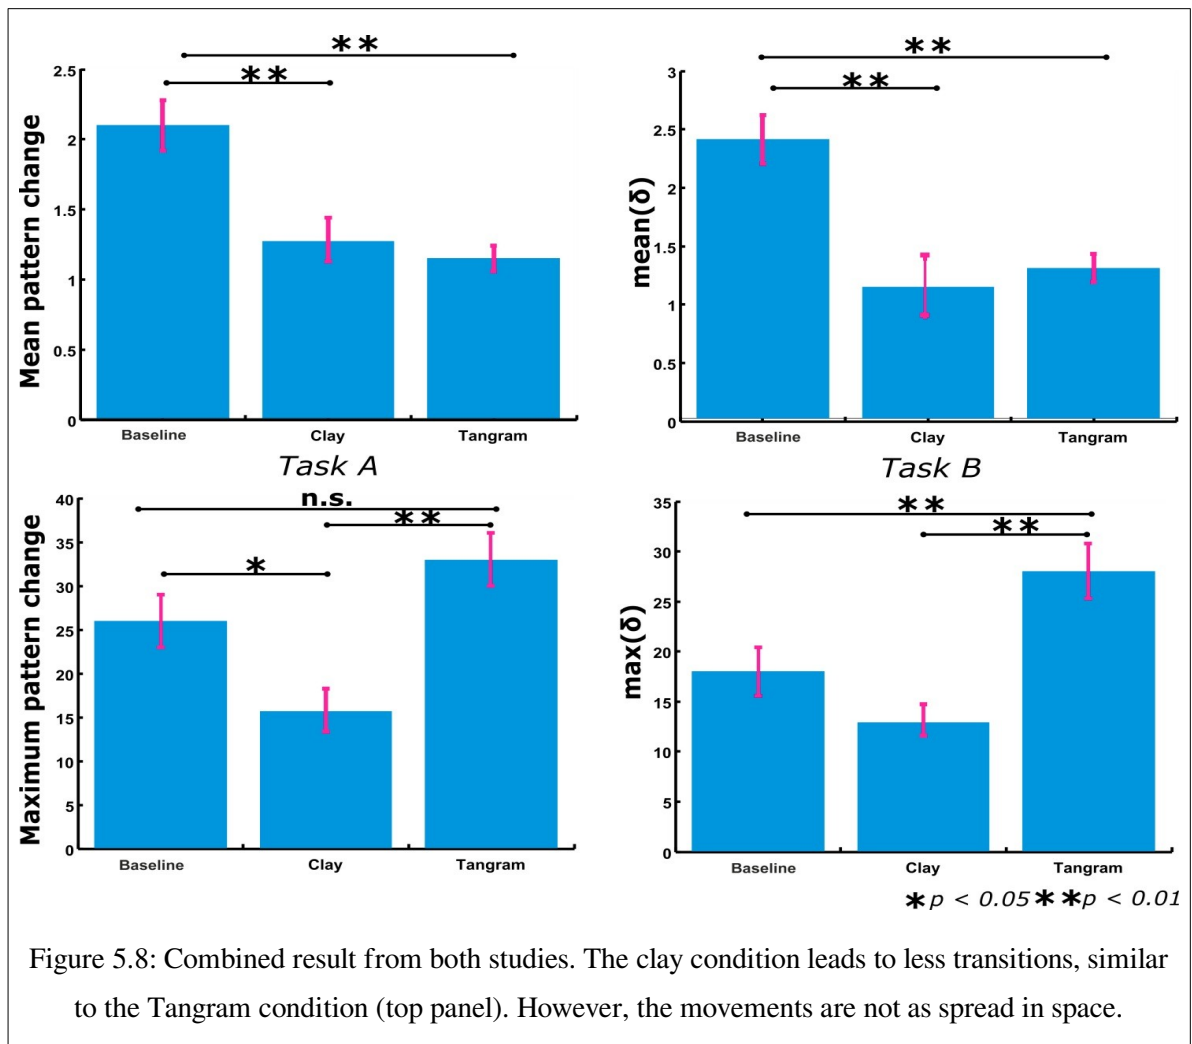 **
**
2.5
2
1.5
1
0.5
0
Mean pattern change
Baseline Clay Tangram
Task A
**
**
3
2.5
2
1.5
1
0.5
0
mean(δ)
Baseline Clay Tangram
Task B
n.s.
**
*
40
35
30
25
20
15
10
5
0
Maximum pattern change
Baseline Clay Tangram
**
**
35
30
25
20
15
10
5
0
max(δ)
Baseline Clay Tangram
*p < 0.05 **p < 0.01
Figure 5.8: Combined result from both studies. The clay condition leads to less transitions, similar
to the Tangram condition (top panel). However, the movements are not as spread in space.